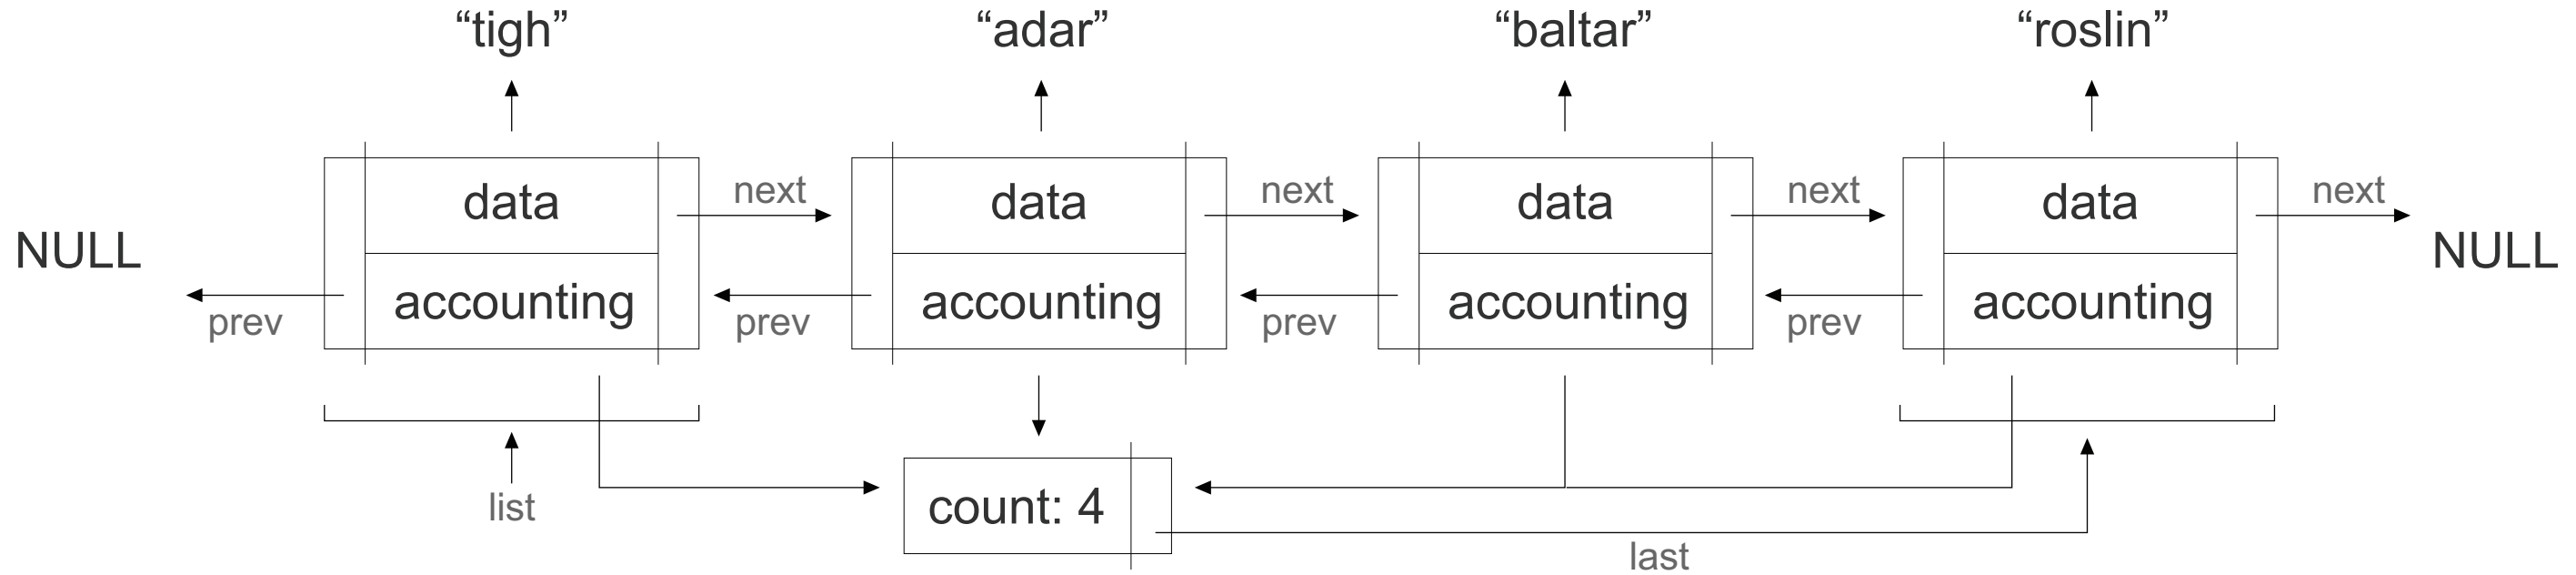 “tigh” “adar” “baltar” “roslin”
data next data next data next data next
NULL NULL
accounting accounting accounting accounting
prev prev prev prev
list count: 4
last